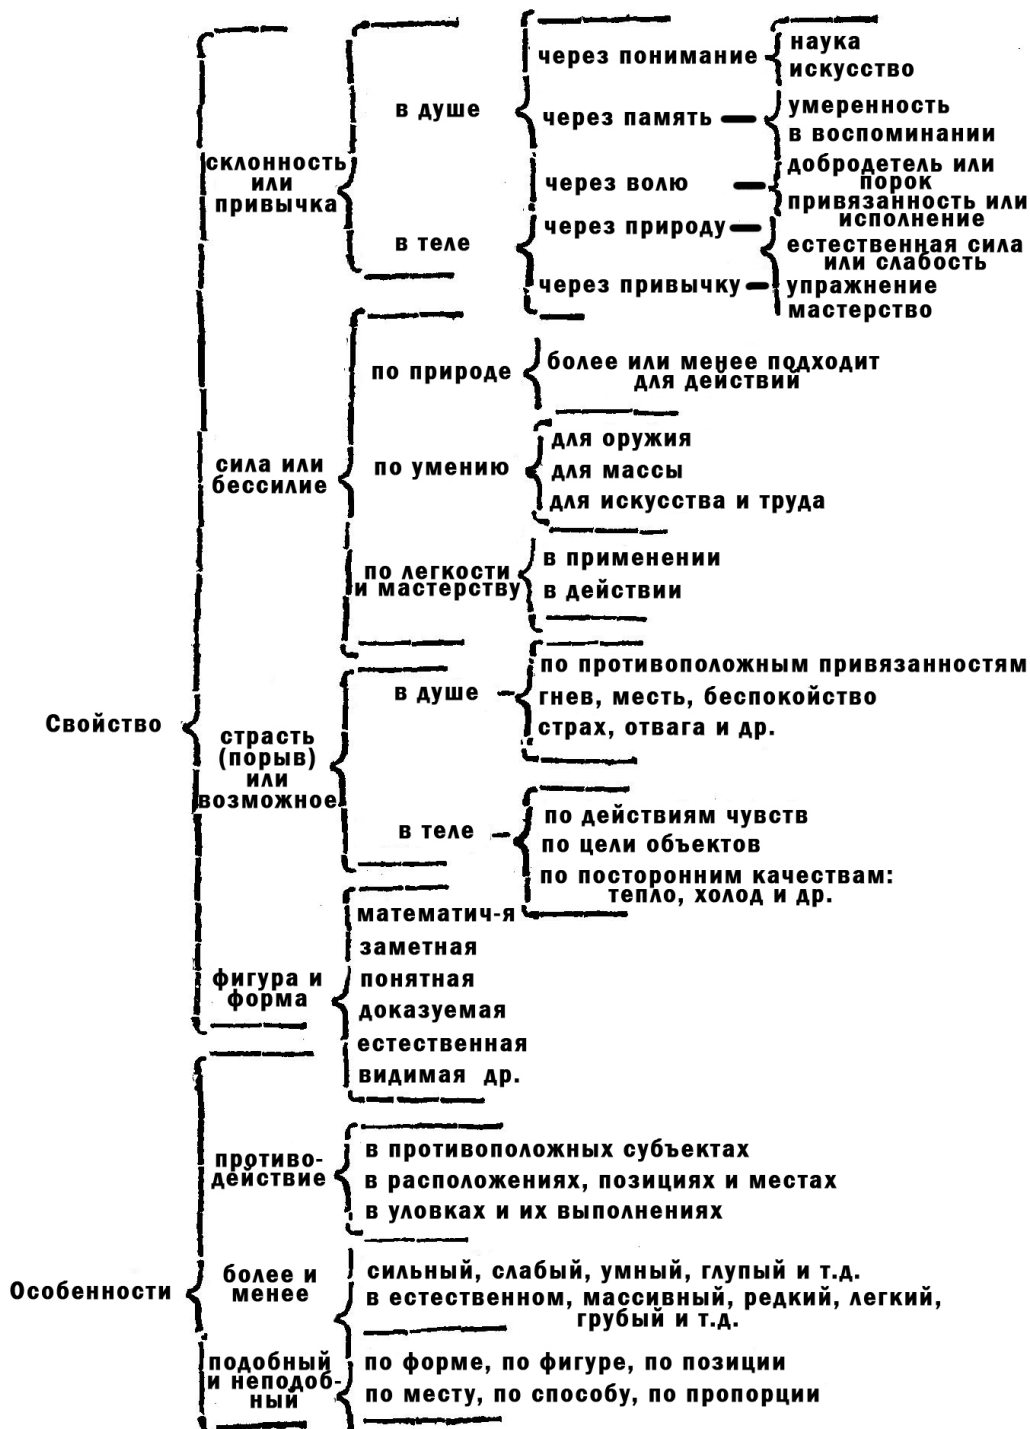 Свойство
склонность
или
привычка
в душе
через понимание
наука
искусство
через память
умеренность
в воспоминании
через волю
добродетель или
порок
привязанность или
исполнение
в теле
через природу
естественная сила
или слабость
через привычку
упражнение
мастерство
сила или
бессилие
по природе
более или менее подходит
для действий
по умению
для оружия
для массы
для искусства и труда
по легкости
и мастерству
в применении
в действии
страсть
(порыв)
или
возможное
в душе
по противоположным привязанностям
гнев, месть, беспокойство
страх, отвага и др.
в теле
по действиям чувств
по цели объектов
по посторонним качествам:
тепло, холод и др.
фигура и
форма
математич-я
заметная
понятная
доказуемая
естественная
видимая др.
Особенности
противо-
действие
в противоположных субъектах
в расположениях, позициях и местах
в уловках и их выполнениях
более и
менее
сильный, слабый, умный, глупый и т.д.
в естественном, массивный, редкий, легкий,
грубый и т.д.
подобный
и неподоб-
ный
по форме, по фигуре, по позиции
по месту, по способу, по пропорции